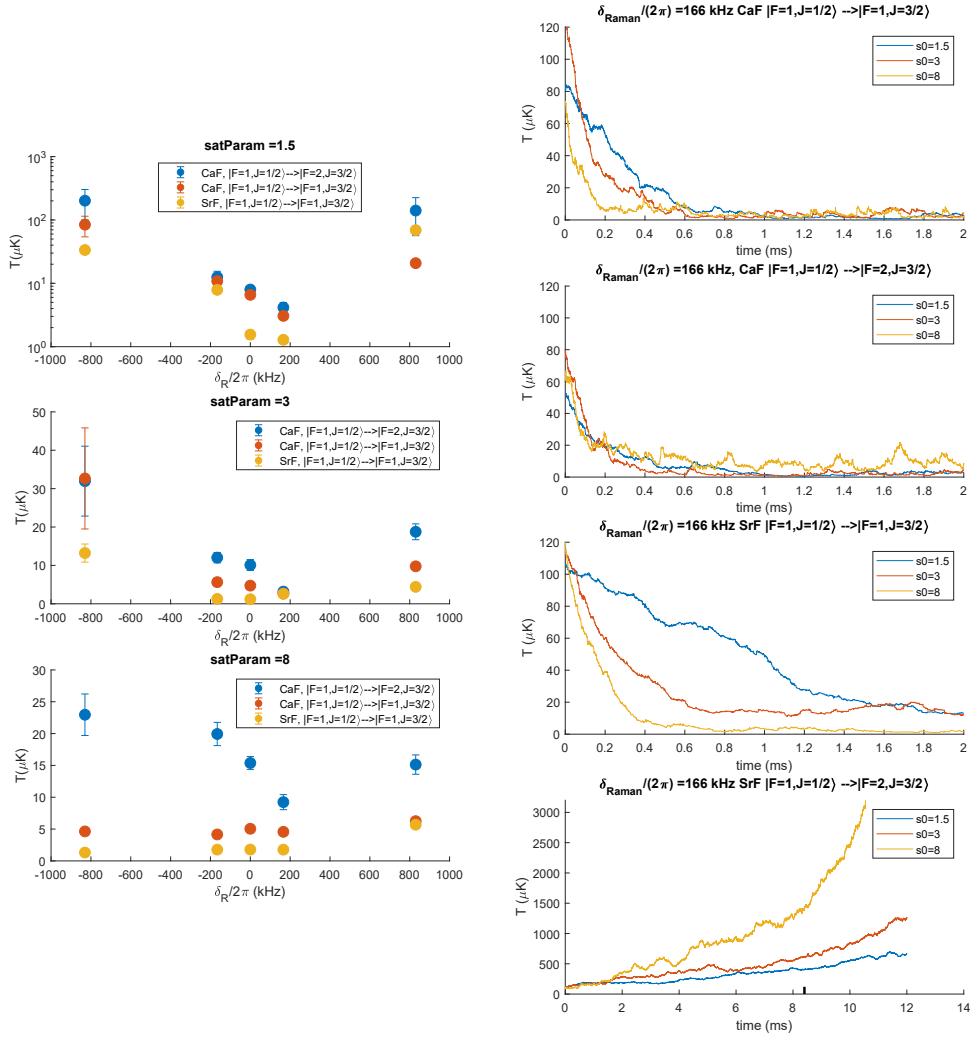 satParam =1.5
CaF, |F=1,J=1/2⟩-->|F=2,J=3/2⟩
CaF, |F=1,J=1/2⟩-->|F=1,J=3/2⟩
SrF, |F=1,J=1/2⟩-->|F=1,J=3/2⟩
T(μK)
10³
10²
10¹
10⁰
-1000 -800 -600 -400 -200 0 200 400 600 800 1000
δ_R/2π (kHz)
satParam =3
CaF, |F=1,J=1/2⟩-->|F=2,J=3/2⟩
CaF, |F=1,J=1/2⟩-->|F=1,J=3/2⟩
SrF, |F=1,J=1/2⟩-->|F=1,J=3/2⟩
T(μK)
50
40
30
20
10
0
-1000 -800 -600 -400 -200 0 200 400 600 800 1000
δ_R/2π (kHz)
satParam =8
CaF, |F=1,J=1/2⟩-->|F=2,J=3/2⟩
CaF, |F=1,J=1/2⟩-->|F=1,J=3/2⟩
SrF, |F=1,J=1/2⟩-->|F=1,J=3/2⟩
T(μK)
30
25
20
15
10
5
0
-1000 -800 -600 -400 -200 0 200 400 600 800 1000
δ_R/2π (kHz)
δ_Raman/(2π) =166 kHz CaF |F=1,J=1/2⟩ -->|F=1,J=3/2⟩
s0=1.5
s0=3
s0=8
T (μK)
120
100
80
60
40
20
0
0 0.2 0.4 0.6 0.8 1 1.2 1.4 1.6 1.8 2
time (ms)
δ_Raman/(2π) =166 kHz, CaF |F=1,J=1/2⟩ -->|F=2,J=3/2⟩
s0=1.5
s0=3
s0=8
T (μK)
120
100
80
60
40
20
0
0 0.2 0.4 0.6 0.8 1 1.2 1.4 1.6 1.8 2
time (ms)
δ_Raman/(2π) =166 kHz SrF |F=1,J=1/2⟩ -->|F=1,J=3/2⟩
s0=1.5
s0=3
s0=8
T (μK)
120
100
80
60
40
20
0
0 0.2 0.4 0.6 0.8 1 1.2 1.4 1.6 1.8 2
time (ms)
δ_Raman/(2π) =166 kHz SrF |F=1,J=1/2⟩ -->|F=2,J=3/2⟩
s0=1.5
s0=3
s0=8
T (μK)
3000
2500
2000
1500
1000
500
0
0 2 4 6 8 10 12 14
time (ms)